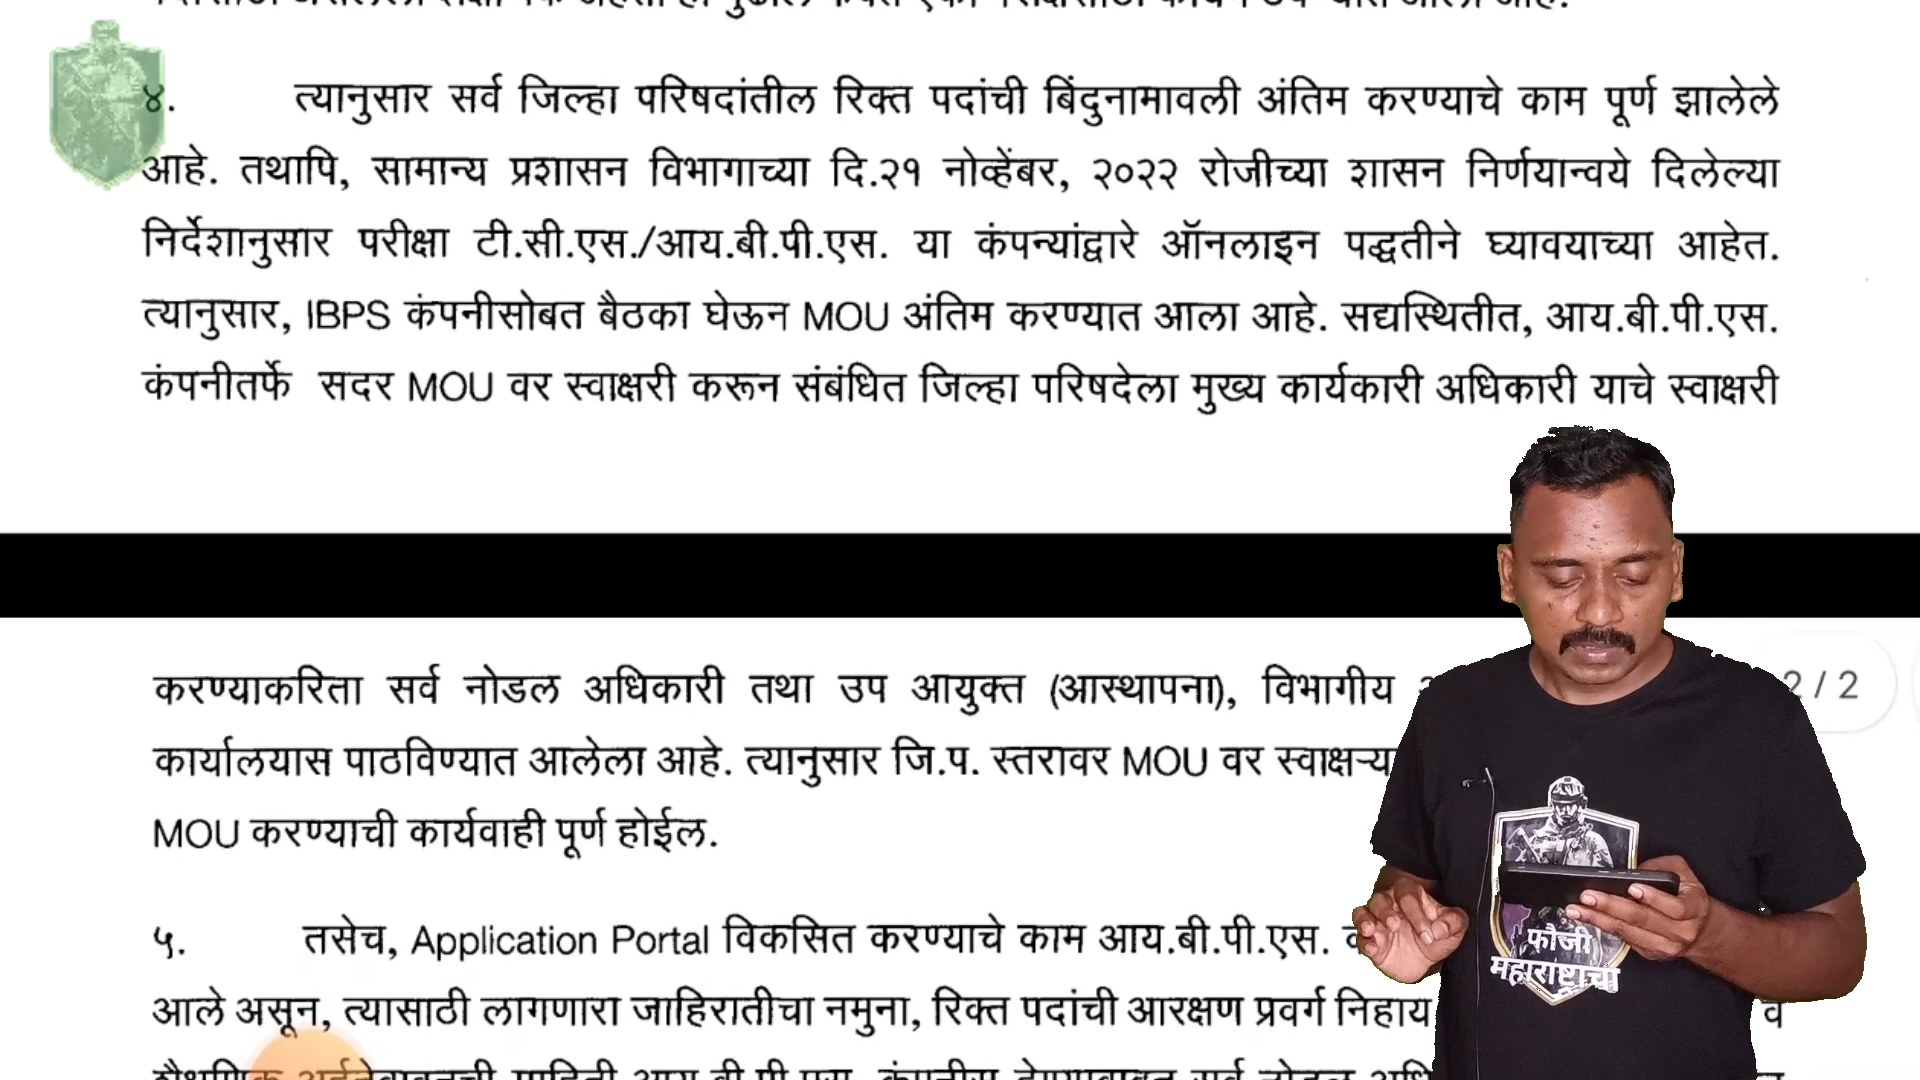 ४. त्यानुसार सर्व जिल्हा परिषदांतील रिक्त पदांची बिंदुनामावली अंतिम करण्याचे काम पूर्ण झालेले
आहे. तथापि, सामान्य प्रशासन विभागाच्या दि.२१ नोव्हेंबर, २०२२ रोजीच्या शासन निर्णयान्वये दिलेल्या
निर्देशानुसार परीक्षा टी.सी.एस./आय.बी.पी.एस. या कंपन्यांद्वारे ऑनलाइन पद्धतीने घ्यावयाच्या आहेत.
त्यानुसार, IBPS कंपनीसोबत बैठका घेऊन MOU अंतिम करण्यात आला आहे. सद्यस्थितीत, आय.बी.पी.एस.
कंपनीतर्फे सदर MOU वर स्वाक्षरी करून संबंधित जिल्हा परिषदेला मुख्य कार्यकारी अधिकारी याचे स्वाक्षरी
करण्याकरिता सर्व नोडल अधिकारी तथा उप आयुक्त (आस्थापना), विभागीय
2 / 2
कार्यालयास पाठविण्यात आलेला आहे. त्यानुसार जि.प. स्तरावर MOU वर
MOU करण्याची कार्यवाही पूर्ण होईल.
५. तसेच, Application Portal विकसित करण्याचे काम आय.बी.पी.एस.
आले असून, त्यासाठी लागणारा जाहिरातीचा नमुना, रिक्त पदांची आरक्षण प्रवर्ग निहाय व
फौजी
महाराष्ट्राचा